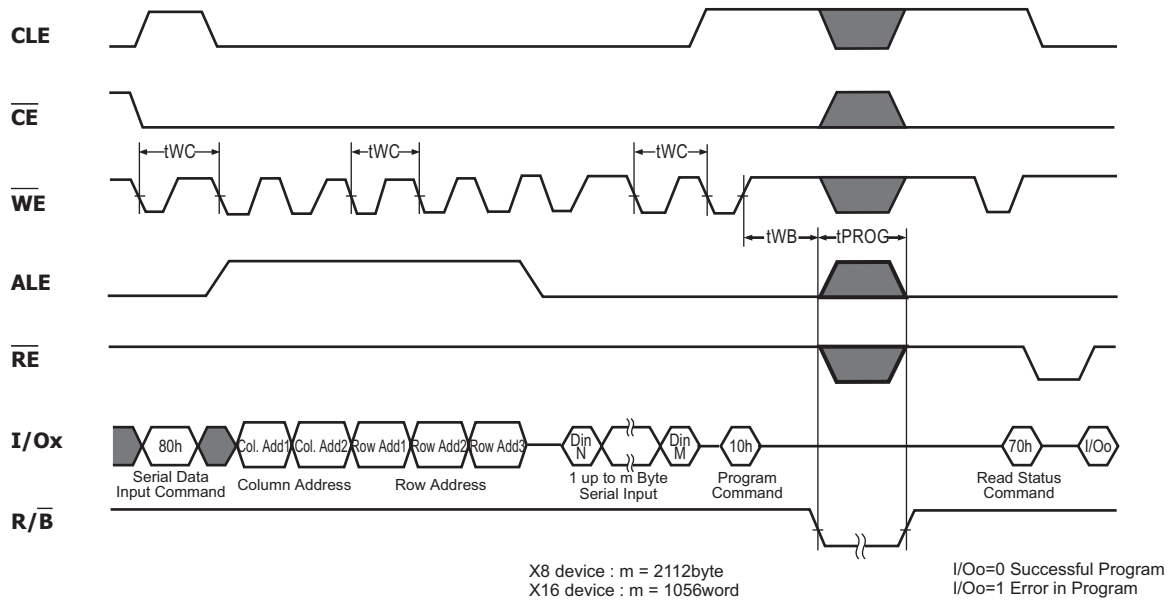 CLE
CE
tWC tWC tWC
WE
tWB tPROG
ALE
RE
I/Ox
80h Col. Add1 Col. Add2 Row Add1 Row Add2 Row Add3 Din N Din M 10h 70h I/Oo
Serial Data Input Command
Column Address
Row Address
1 up to m Byte Serial Input
Program Command
Read Status Command
R/B
X8 device : m = 2112byte
X16 device : m = 1056word
I/Oo=0 Successful Program
I/Oo=1 Error in Program